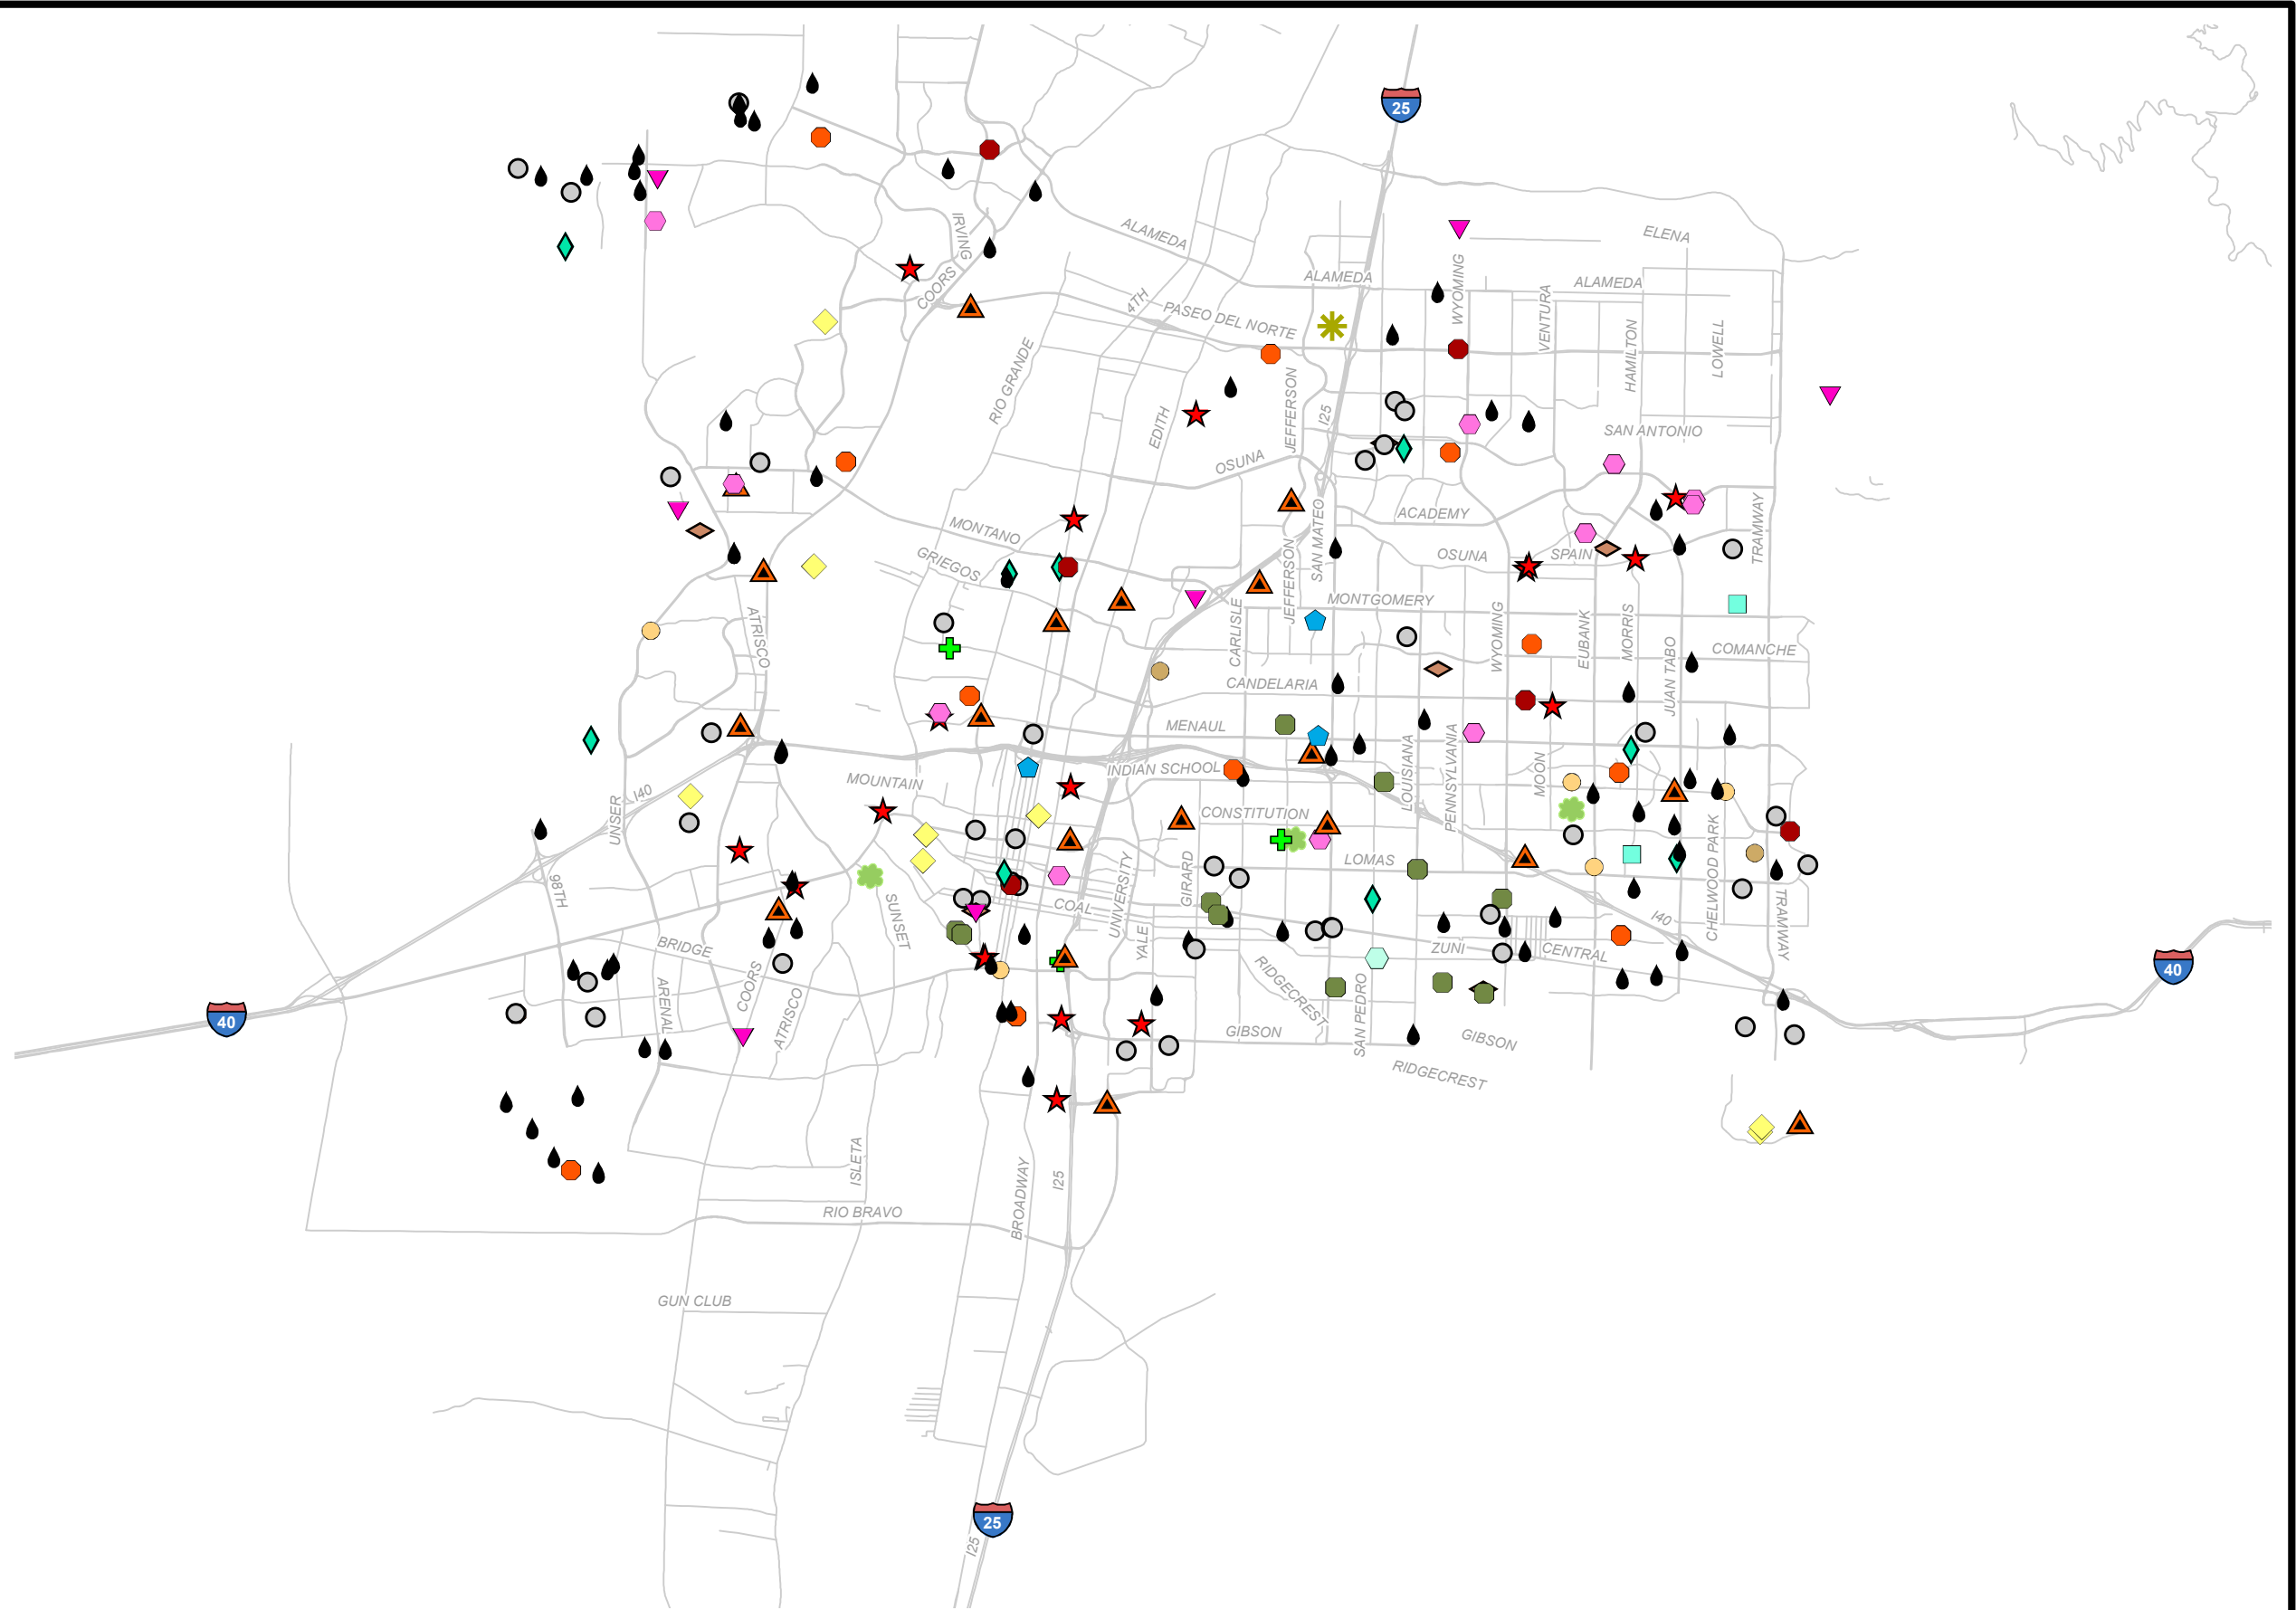 25
IRVING
ALAMEDA
ELENA
COORS
ALAMEDA
ALAMEDA
WYOMING
4TH
PASEO DEL NORTE
VENTURA
HAMILTON
LOWELL
RIO GRANDE
JEFFERSON
I25
EDITH
SAN ANTONIO
OSUNA
MONTANO
ACADEMY
SAN MATEO
TRAMWAY
GRIEGOS
JEFFERSON
OSUNA
SPAIN
ATRISCO
CARLISLE
MONTGOMERY
WYOMING
EUBANK
MORRIS
JUAN TABO
COMANCHE
CANDELARIA
MENAUL
INDIAN SCHOOL
LOUISIANA
PENNSYLVANIA
MOON
MOUNTAIN
I40
UNSER
CONSTITUTION
CHELWOOD PARK
LOMAS
98TH
SUNSET
COAL
UNIVERSITY
GIRARD
YALE
I40
TRAMWAY
BRIDGE
ZUNI
CENTRAL
40
COORS
ATRISCO
ARENAL
RIDGECREST
SAN PEDRO
40
GIBSON
GIBSON
RIDGECREST
ISLETA
BROADWAY
I25
RIO BRAVO
GUN CLUB
25
I25